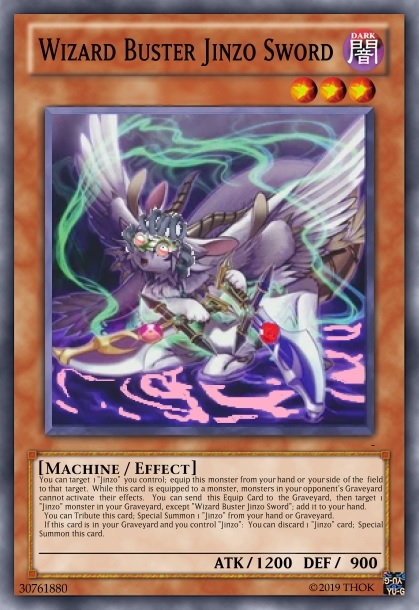 Wizard Buster Jinzo Sword
DARK
闇
[Machine / Effect]
You can target 1 "Jinzo" you control; equip this monster from your hand or your side of the field
to that target. While this card is equipped to a monster, monsters in your opponent's Graveyard
cannot activate their effects. You can send this Equip Card to the Graveyard, then target 1
"Jinzo" monster in your Graveyard, except "Wizard Buster Jinzo Sword"; add it to your hand.
You can Tribute this card; Special Summon 1 "Jinzo" from your hand or Graveyard.
If this card is in your Graveyard and you control "Jinzo": You can discard 1 "Jinzo" card; Special
Summon this card.
ATK / 1200 DEF / 900
30761880
©2019 THOK